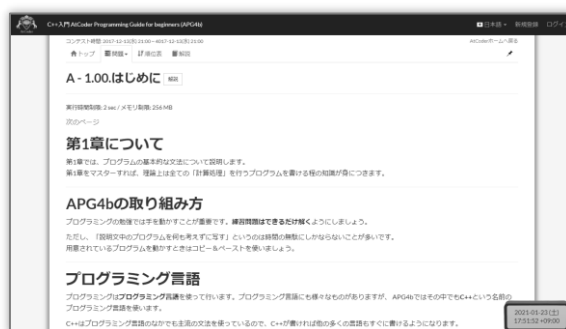 C++入門 AtCoder Programming Guide for beginners (APG4b)
日本語
新規登録
ログイン
コンテスト時間: 2017-12-13(水) 21:00 -
AtCoderホームへ戻る
トップ
問題
順位表
解説
A - 1.00.はじめに
解説
実行時間制限: 2 sec / メモリ制限: 256 MB
次のページ
第1章について
第1章では、プログラムの基本的な文法について説明します。
第1章をマスターすれば、理論上は全ての「計算処理」を行うプログラムを書ける程の知識が身につきます。
APG4bの取り組み方
プログラミングの勉強では手を動かすことが重要です。練習問題はできるだけ解くようにしましょう。
ただし、「説明文中のプログラムを何も考えずに写す」というのは時間の無駄にしかならないことが多いです。
用意されているプログラムを動かすときはコピー&ペーストを使いましょう。
プログラミング言語
プログラミングはプログラミング言語を使って行います。プログラミング言語にも様々なものがありますが、APG4bではその中でもC++という名前の
プログラミング言語を使います。
C++はプログラミング言語のなかでも主流の文法を使っているので、C++が書ければ他の多くの言語もすぐに書けるようになります。
2021-01-23 (土)
17:51:52 +09:00